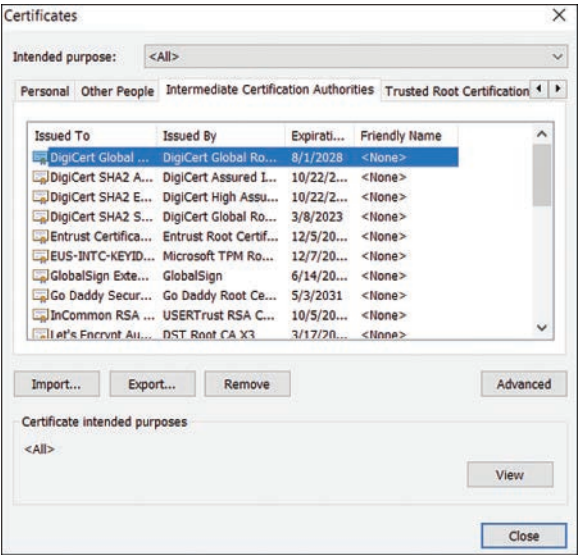 Certificates
Intended purpose: <All>
Personal Other People Intermediate Certification Authorities Trusted Root Certification
Issued To Issued By Expirati... Friendly Name
DigiCert Global ... DigiCert Global Ro... 8/1/2028 <None>
DigiCert SHA2 A... DigiCert Assured I... 10/22/2... <None>
DigiCert SHA2 E... DigiCert High Assu... 10/22/2... <None>
DigiCert SHA2 S... DigiCert Global Ro... 3/8/2023 <None>
Entrust Certifica... Entrust Root Certif... 12/5/20... <None>
EUS-INTC-KEYID... Microsoft TPM Ro... 12/7/20... <None>
GlobalSign Exte... GlobalSign 6/14/20... <None>
Go Daddy Secur... Go Daddy Root Ce... 5/3/2031 <None>
InCommon RSA ... USERTrust RSA C... 10/5/20... <None>
Let's Encrypt Au... DST Root CA X3 3/17/20... <None>
Import... Export... Remove Advanced
Certificate intended purposes
<All>
View
Close